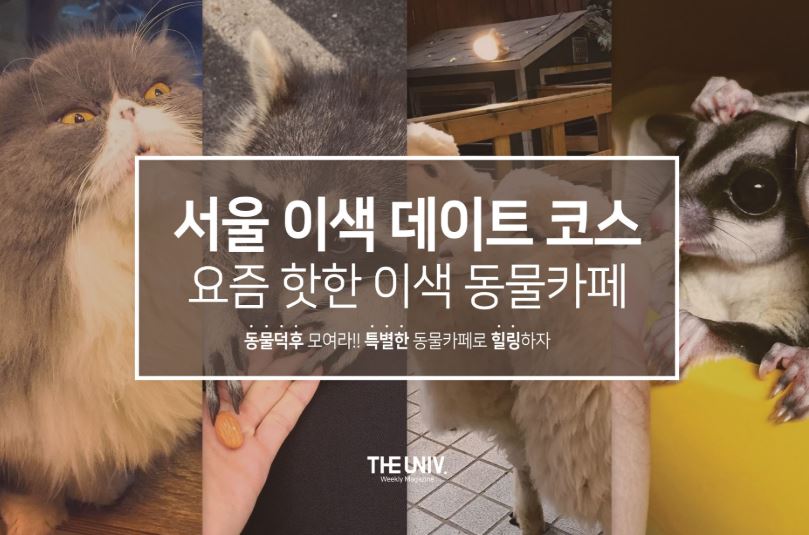 서울 이색 데이트 코스
요즘 핫한 이색 동물카페
동물덕후 모여라!! 특별한 동물카페로 힐링하자
THE UNIV.
Weekly Magazine